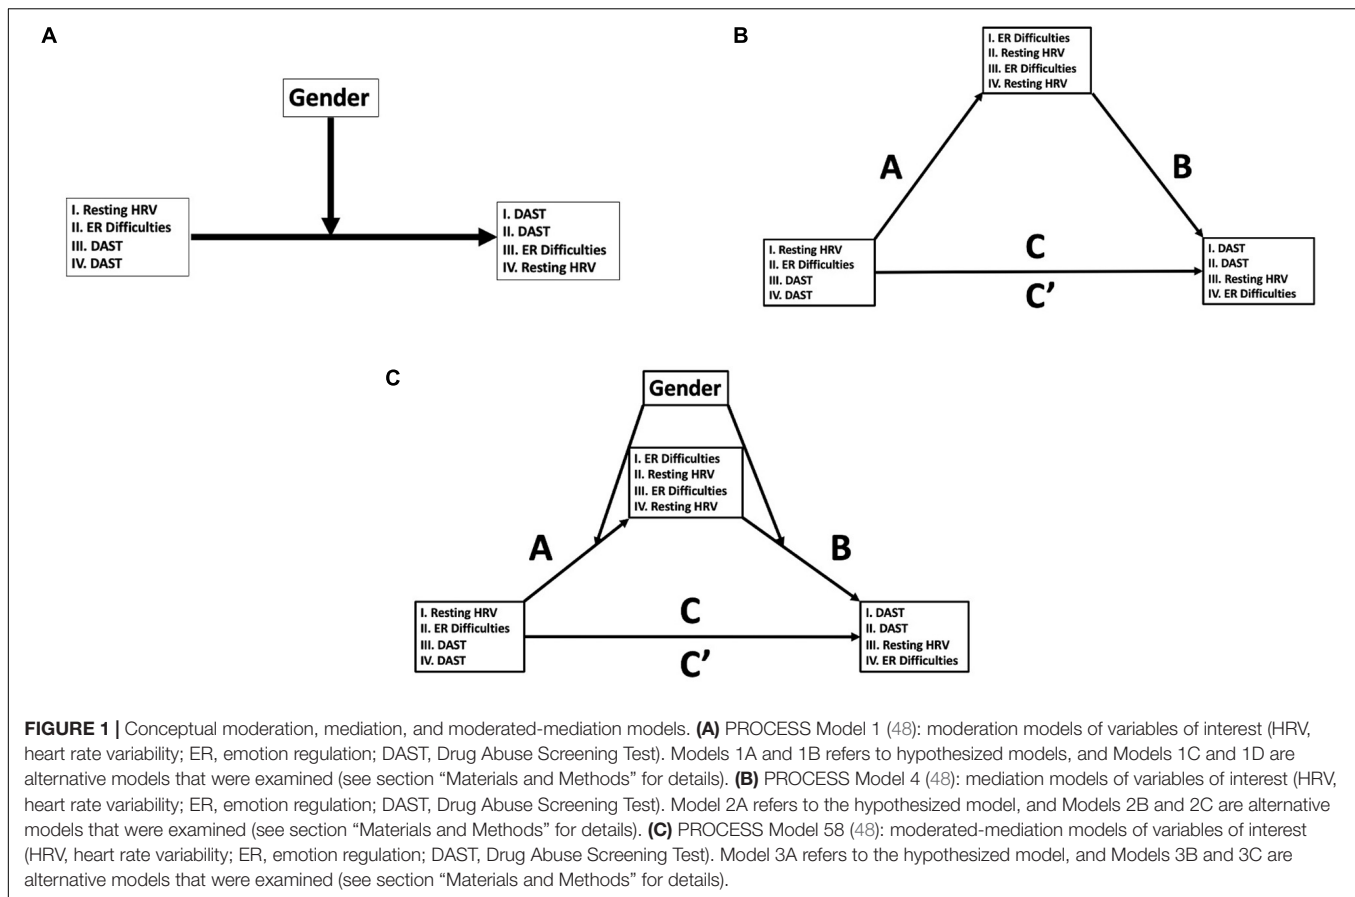 A
Gender
I. Resting HRV
II. ER Difficulties
III. DAST
IV. DAST
I. DAST
II. DAST
III. ER Difficulties
IV. Resting HRV
B
I. ER Difficulties
II. Resting HRV
III. ER Difficulties
IV. Resting HRV
A
B
I. Resting HRV
II. ER Difficulties
III. DAST
IV. DAST
C
C’
I. DAST
II. DAST
III. Resting HRV
IV. ER Difficulties
C
Gender
I. ER Difficulties
II. Resting HRV
III. ER Difficulties
IV. Resting HRV
A
B
I. Resting HRV
II. ER Difficulties
III. DAST
IV. DAST
C
C’
I. DAST
II. DAST
III. Resting HRV
IV. ER Difficulties
FIGURE 1 | Conceptual moderation, mediation, and moderated-mediation models. (A) PROCESS Model 1 (48): moderation models of variables of interest (HRV,
heart rate variability; ER, emotion regulation; DAST, Drug Abuse Screening Test). Models 1A and 1B refers to hypothesized models, and Models 1C and 1D are
alternative models that were examined (see section “Materials and Methods” for details). (B) PROCESS Model 4 (48): mediation models of variables of interest (HRV,
heart rate variability; ER, emotion regulation; DAST, Drug Abuse Screening Test). Model 2A refers to the hypothesized model, and Models 2B and 2C are alternative
models that were examined (see section “Materials and Methods” for details). (C) PROCESS Model 58 (48): moderated-mediation models of variables of interest
(HRV, heart rate variability; ER, emotion regulation; DAST, Drug Abuse Screening Test). Model 3A refers to the hypothesized model, and Models 3B and 3C are
alternative models that were examined (see section “Materials and Methods” for details).